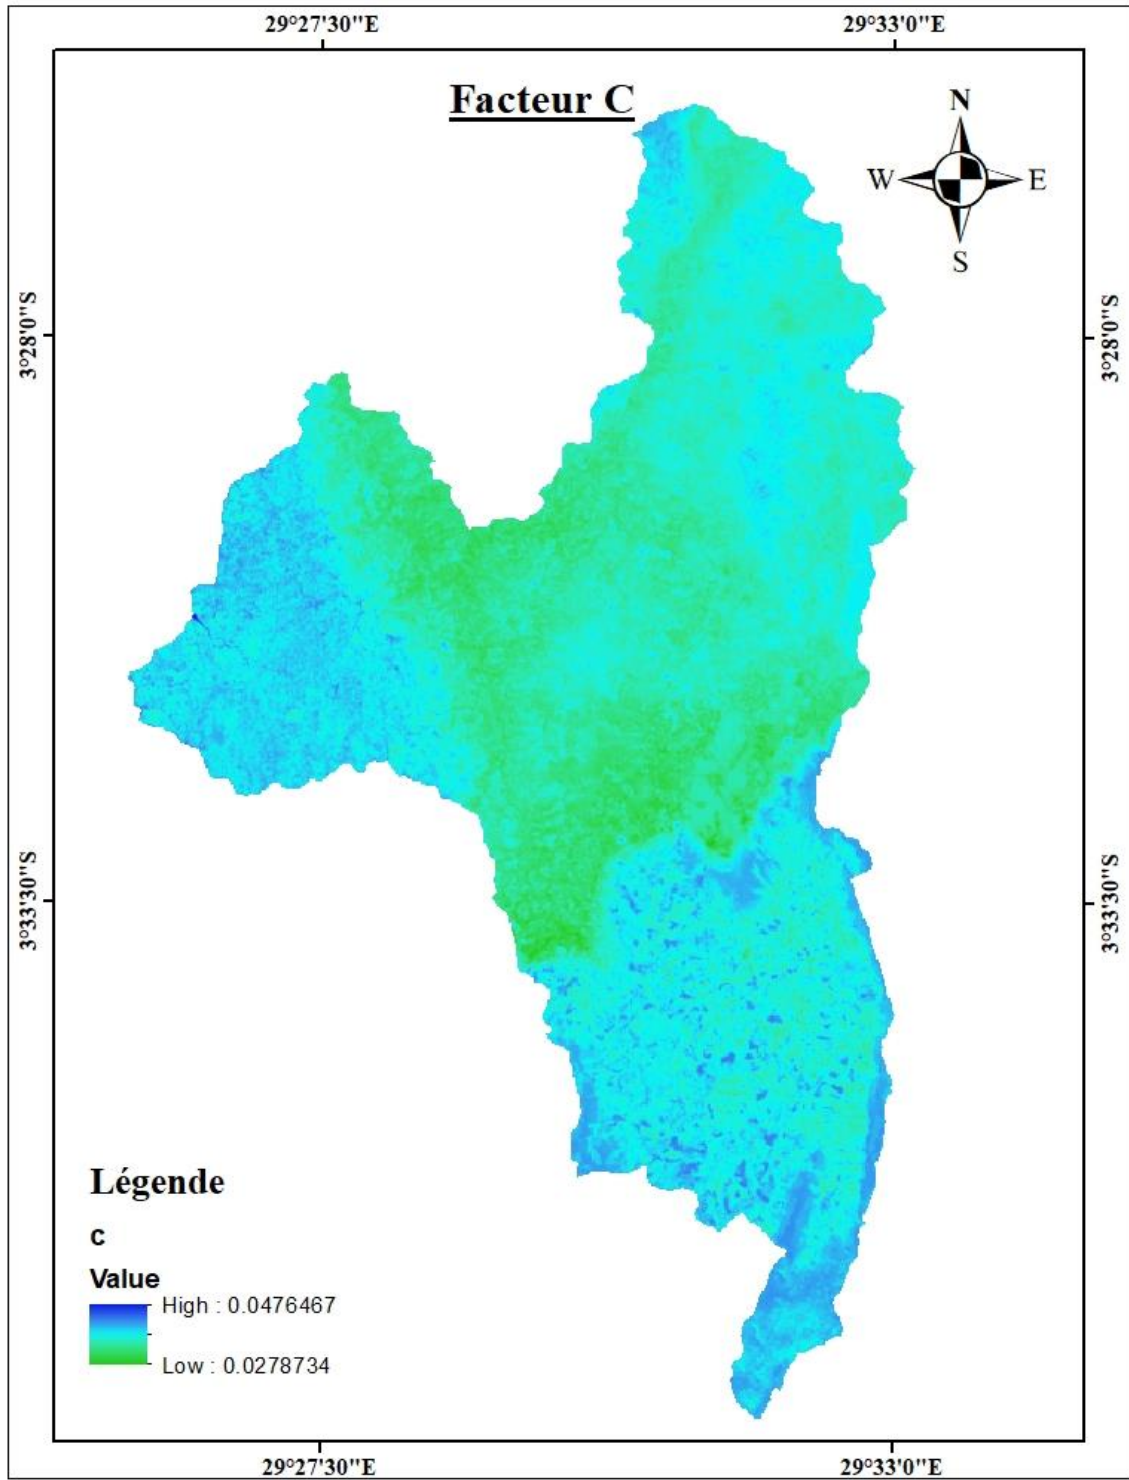 29°27'30"E
29°33'0"E
Facteur C
N
W
E
S
3°28'0"S
3°28'0"S
3°33'30"S
3°33'30"S
Légende
c
Value
High : 0.0476467
Low : 0.0278734
29°27'30"E
29°33'0"E